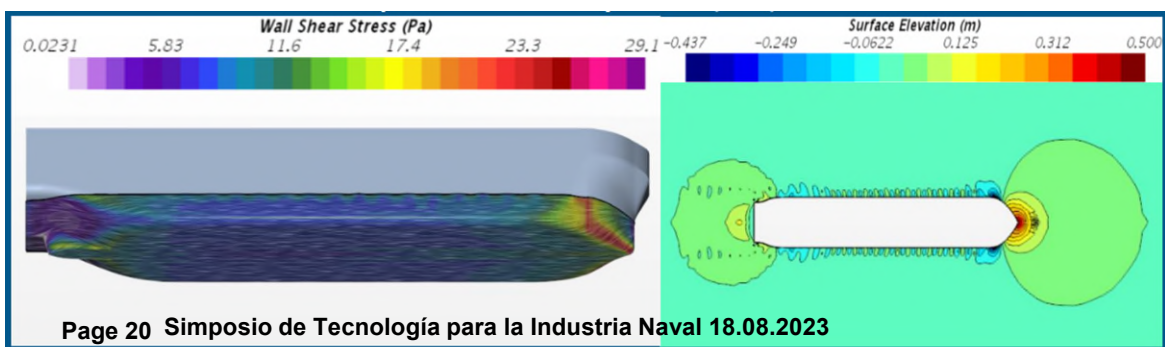 Wall Shear Stress (Pa)
0.0231 5.83 11.6 17.4 23.3 29.1
Surface Elevation (m)
-0.437 -0.249 -0.0622 0.125 0.312 0.500
Page 20 Simposio de Tecnología para la Industria Naval 18.08.2023